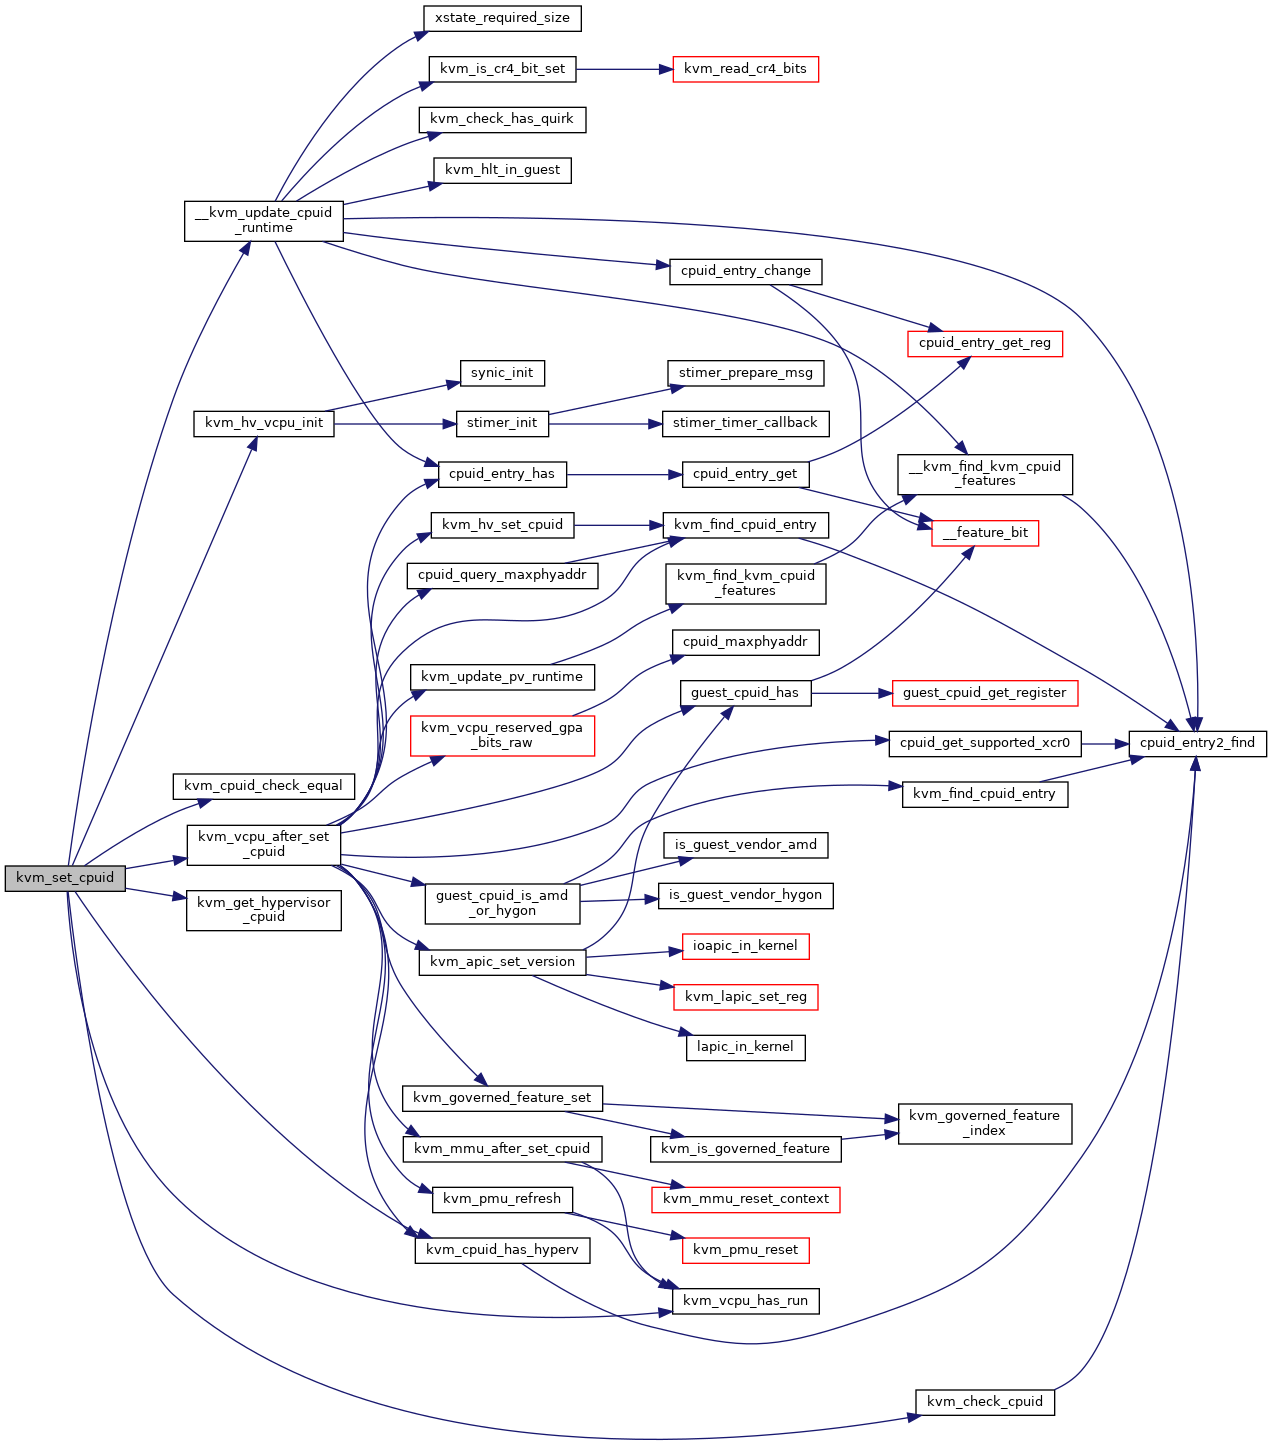 xstate_required_size
kvm_is_cr4_bit_set
kvm_read_cr4_bits
kvm_check_has_quirk
kvm_hlt_in_guest
__kvm_update_cpuid
_runtime
cpuid_entry_change
cpuid_entry_get_reg
synic_init
stimer_prepare_msg
kvm_hv_vcpu_init
stimer_init
stimer_timer_callback
cpuid_entry_has
cpuid_entry_get
__kvm_find_kvm_cpuid
_features
kvm_hv_set_cpuid
kvm_find_cpuid_entry
__feature_bit
cpuid_query_maxphyaddr
kvm_find_kvm_cpuid
_features
cpuid_maxphyaddr
kvm_update_pv_runtime
guest_cpuid_has
guest_cpuid_get_register
kvm_vcpu_reserved_gpa
_bits_raw
cpuid_get_supported_xcr0
cpuid_entry2_find
kvm_cpuid_check_equal
kvm_find_cpuid_entry
kvm_vcpu_after_set
_cpuid
is_guest_vendor_amd
kvm_set_cpuid
guest_cpuid_is_amd
_or_hygon
is_guest_vendor_hygon
kvm_get_hypervisor
_cpuid
ioapic_in_kernel
kvm_apic_set_version
kvm_lapic_set_reg
lapic_in_kernel
kvm_governed_feature_set
kvm_governed_feature
_index
kvm_mmu_after_set_cpuid
kvm_is_governed_feature
kvm_pmu_refresh
kvm_mmu_reset_context
kvm_cpuid_has_hyperv
kvm_pmu_reset
kvm_vcpu_has_run
kvm_check_cpuid